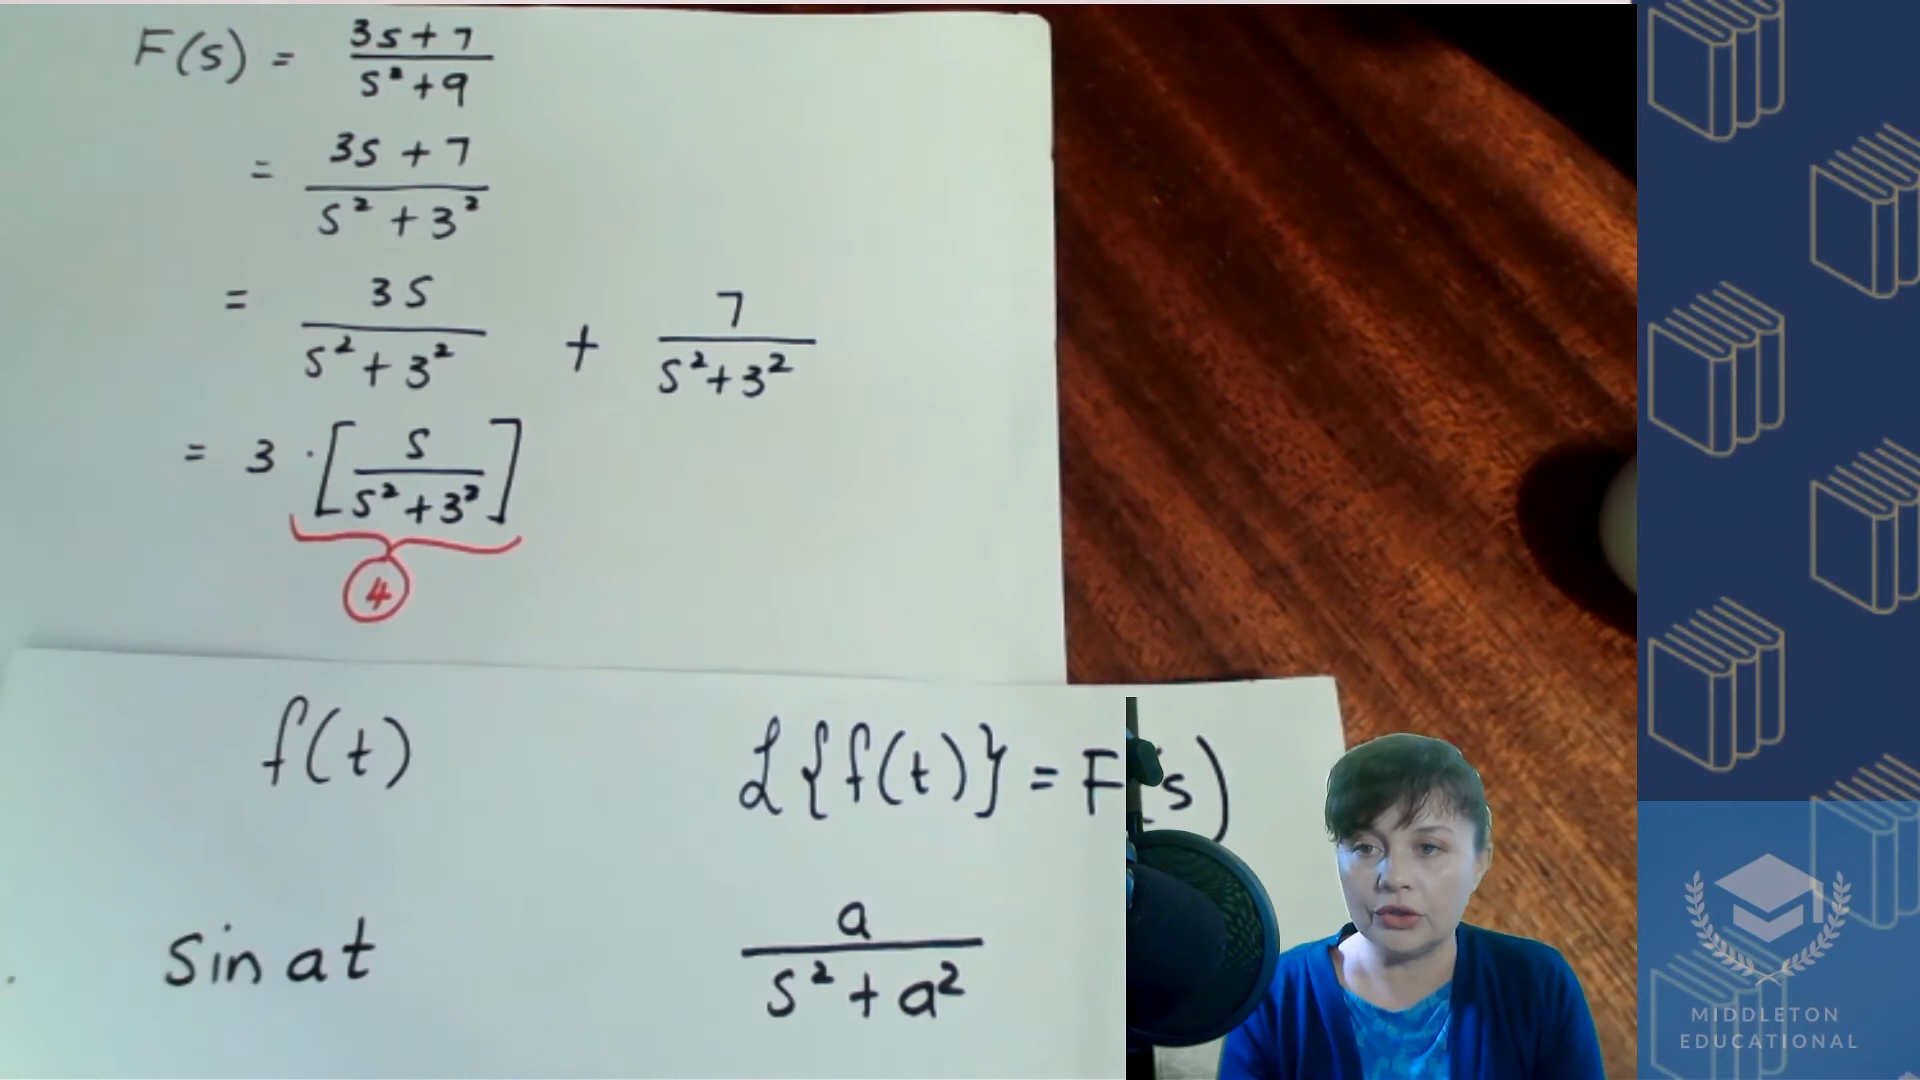 F(s) = 3s+7 / s²+9
= 3s+7 / s²+3²
= 3s / s²+3² + 7 / s²+3²
= 3 · [ s / s²+3² ]
4
f(t) ℒ{f(t)} = F(s)
sin at a / s²+a²
MIDDLETON
EDUCATIONAL